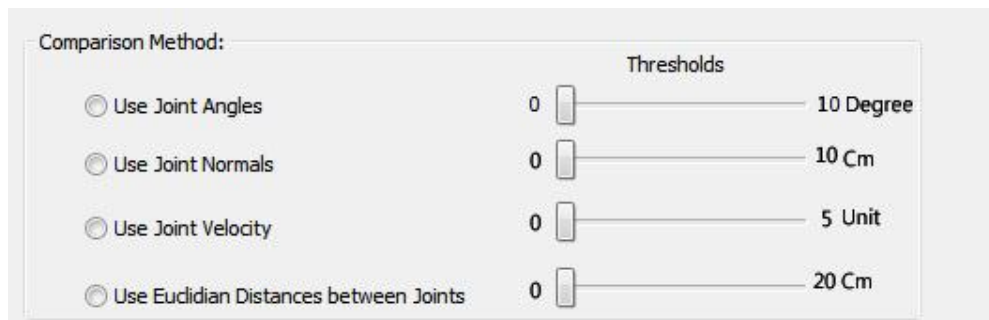 Comparison Method:
Thresholds
Use Joint Angles 0 10 Degree
Use Joint Normals 0 10 Cm
Use Joint Velocity 0 5 Unit
Use Euclidian Distances between Joints 0 20 Cm